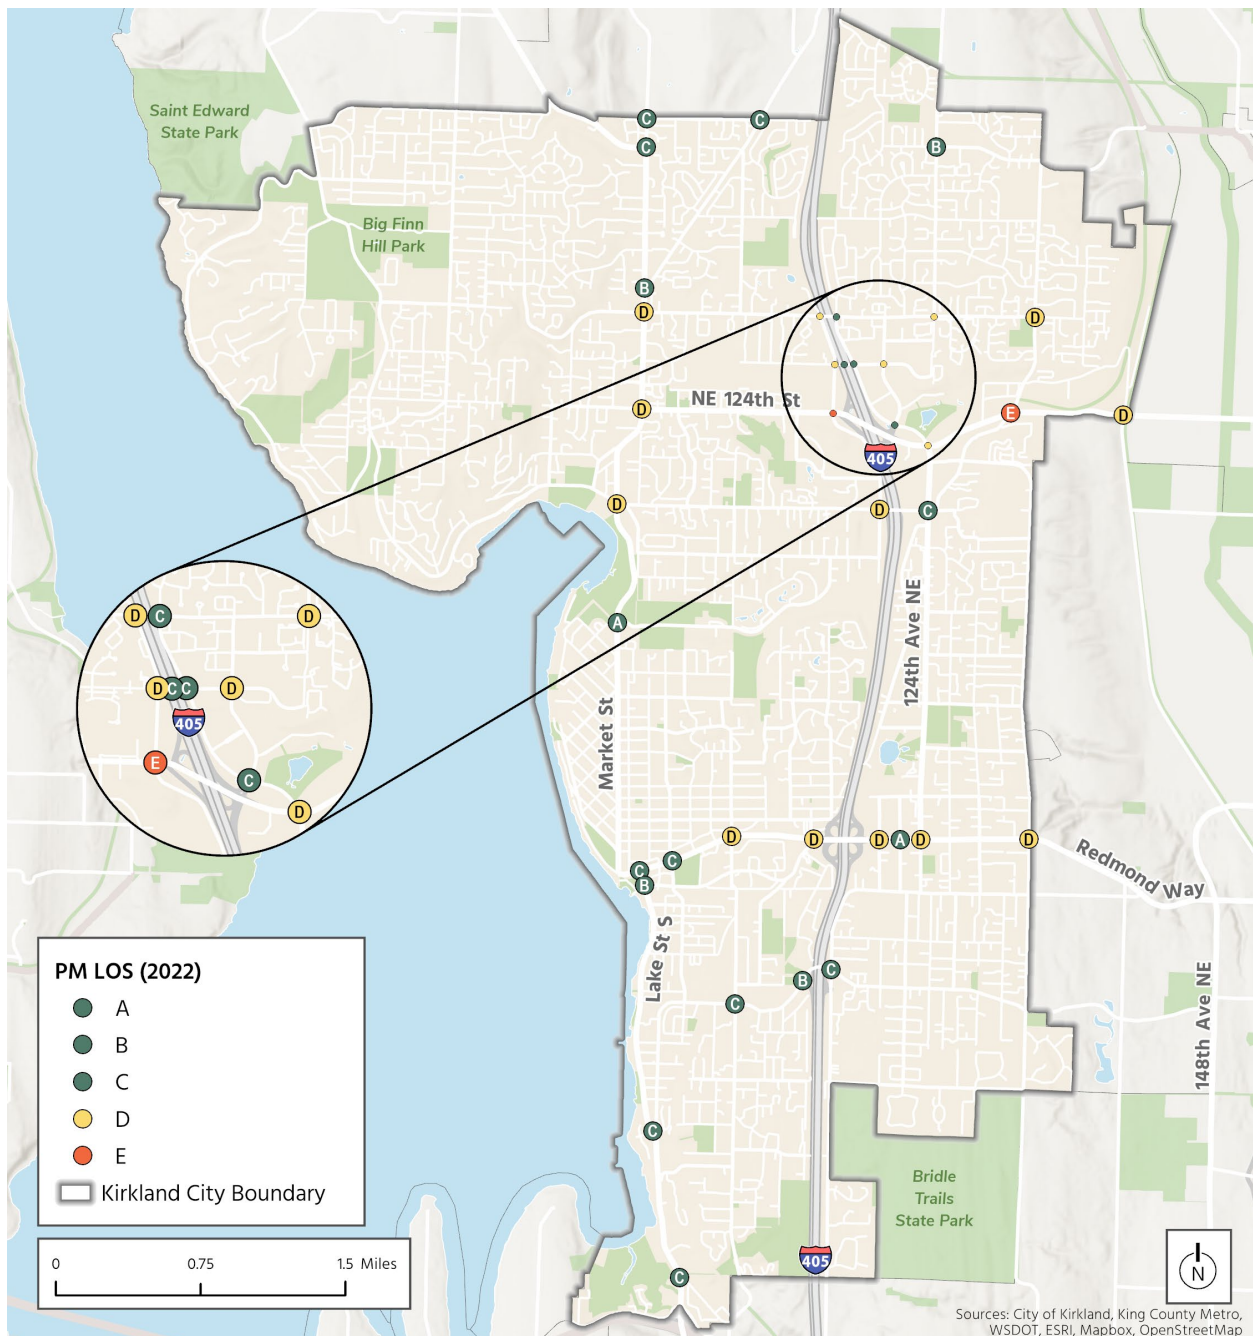 Saint Edward
State Park
C
C
C
B
Big Finn
Hill Park
B
D
D
D
NE 124th St
E
D
405
D
D
C
D
C
D
A
D
C
C
D
405
E
C
D
124th Ave NE
Market St
D
D
D
A
D
D
C
C
B
Redmond
Way
Lake St S
C
B
C
148th Ave NE
C
Bridle
Trails
State Park
405
C
PM LOS (2022)
A
B
C
D
E
Kirkland City Boundary
0
0.75
1.5 Miles
N
Sources: City of Kirkland, King County Metro,
WSDOT, ESRI, Mapbox, OpenStreetMap